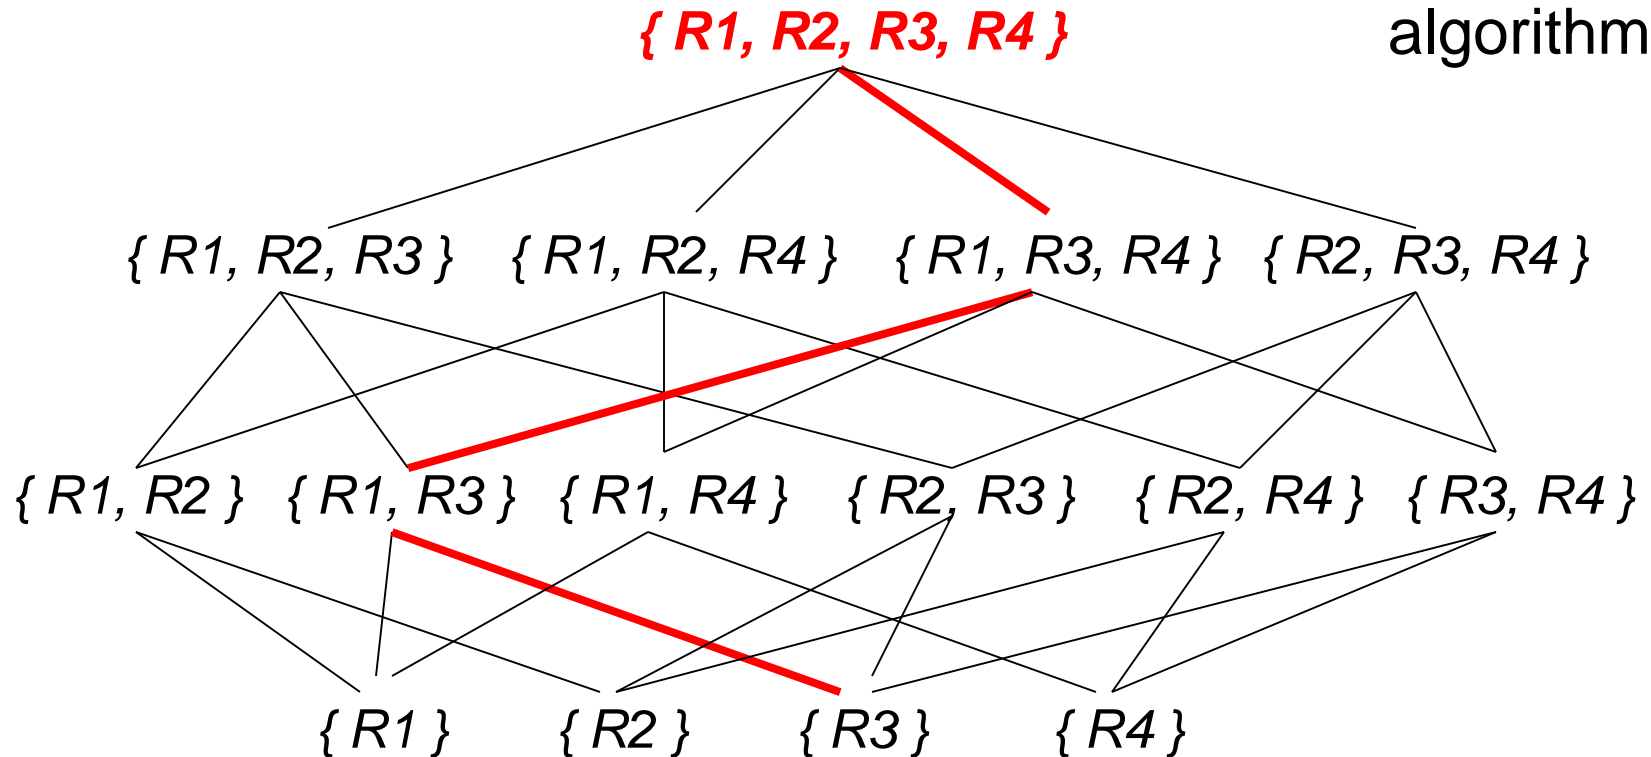 { R1, R2, R3, R4 }
algorithm
{ R1, R2, R3 } { R1, R2, R4 } { R1, R3, R4 } { R2, R3, R4 }
{ R1, R2 } { R1, R3 } { R1, R4 } { R2, R3 } { R2, R4 } { R3, R4 }
{ R1 } { R2 } { R3 } { R4 }